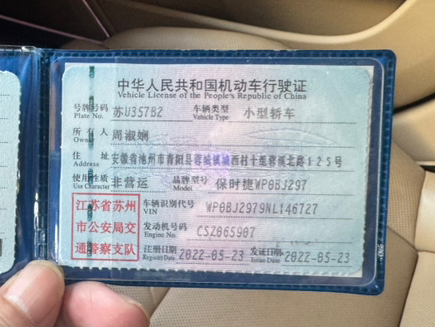 中华人民共和国机动车行驶证
Vehicle License of the People's Republic of China
号牌号码 苏U357B2 车辆类型 小型轿车
Plate No. Vehicle Type
所有人 周淑娴
Owner
住址 安徽省池州市青阳县蓉城镇城西村十组蓉溪北路125号
Address
使用性质 非营运 品牌型号 保时捷WP0BJ297
Use Character Model
江苏省苏州 车辆识别代号 WP0BJ2979NL146727
VIN
市公安局交 发动机号码 CSZ065907
Engine No.
通警察支队 注册日期 2022-05-23 发证日期 2022-05-23
Register Date Issue Date